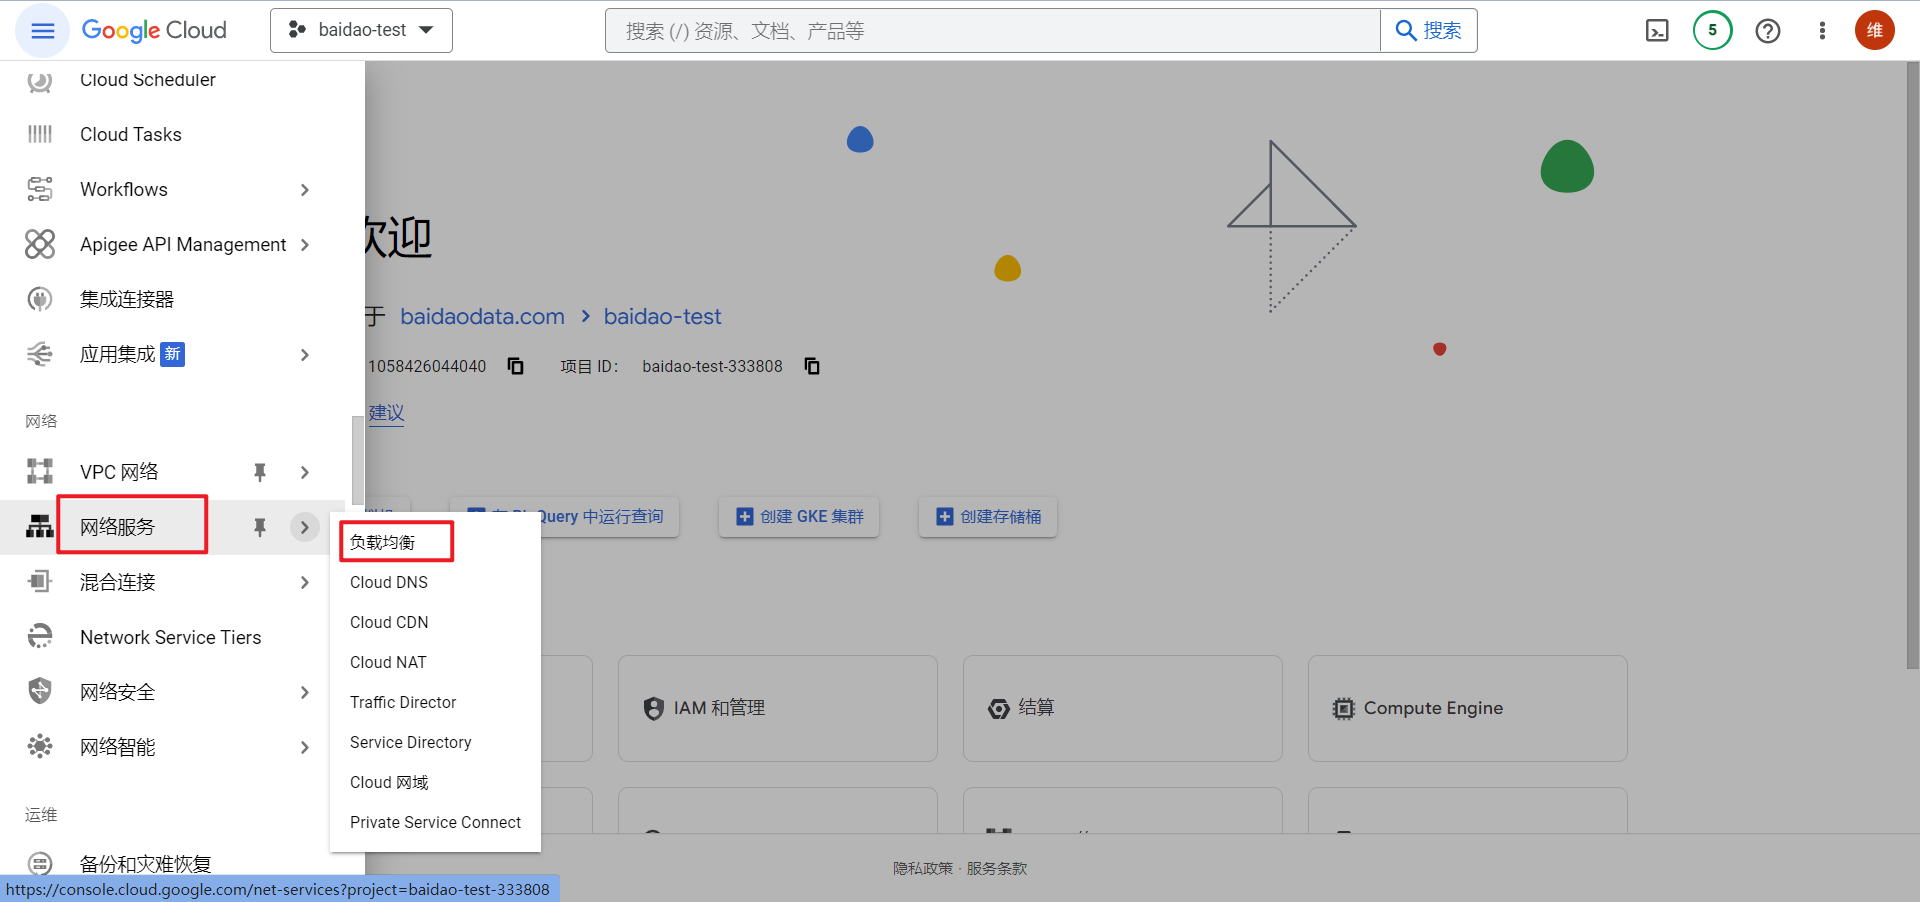 Google Cloud
baidao-test
搜索 (/) 资源、文档、产品等
搜索
5
维
Cloud Scheduler
Cloud Tasks
Workflows
Apigee API Management
集成连接器
应用集成 新
网络
VPC 网络
网络服务
混合连接
Network Service Tiers
网络安全
网络智能
运维
备份和灾难恢复
负载均衡
Cloud DNS
Cloud CDN
Cloud NAT
Traffic Director
Service Directory
Cloud 网域
Private Service Connect
欢迎
于 baidaodata.com baidao-test
1058426044040 项目 ID： baidao-test-333808
建议
Query 中运行查询
创建 GKE 集群
创建存储桶
IAM 和管理
结算
Compute Engine
隐私政策 · 服务条款
https://console.cloud.google.com/net-services?project=baidao-test-333808